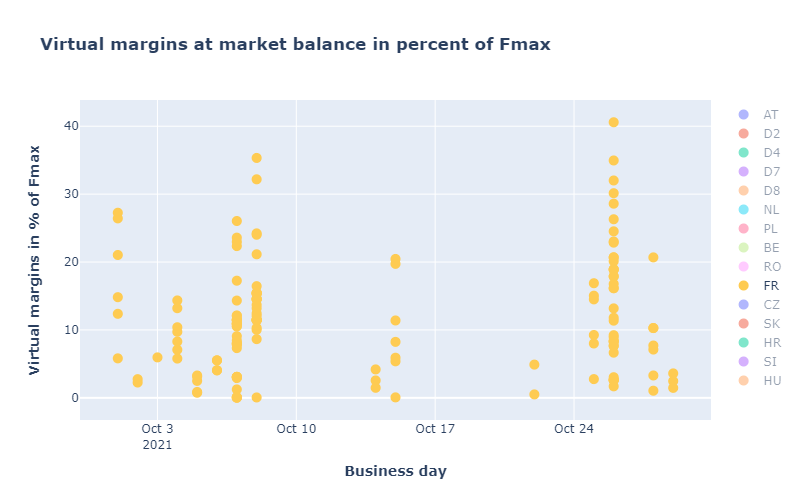 Virtual margins at market balance in percent of Fmax
Virtual margins in % of Fmax
40
30
20
10
0
Oct 3
2021
Oct 10
Oct 17
Oct 24
Business day
AT
D2
D4
D7
D8
NL
PL
BE
RO
FR
CZ
SK
HR
SI
HU